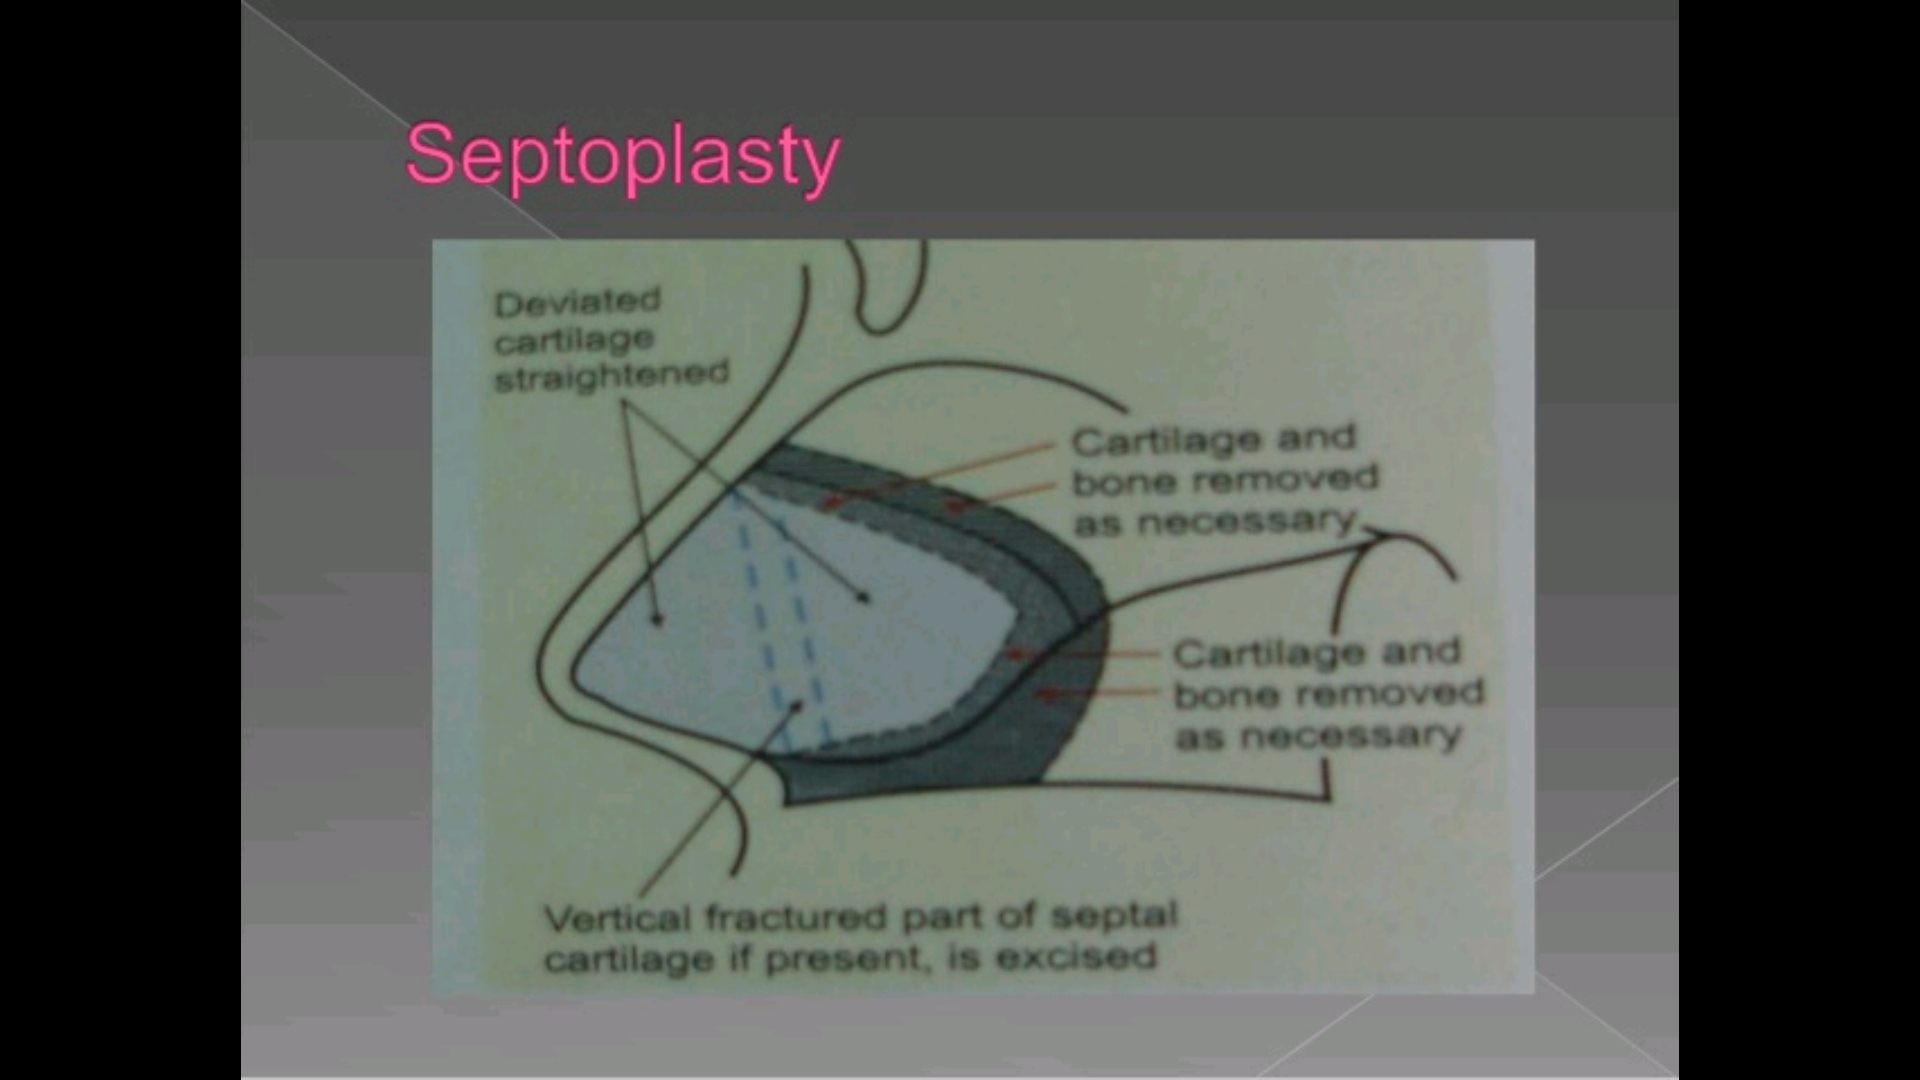 Septoplasty
Deviated
cartilage
straightened
Cartilage and
bone removed
as necessary
Cartilage and
bone removed
as necessary
Vertical fractured part of septal
cartilage if present, is excised